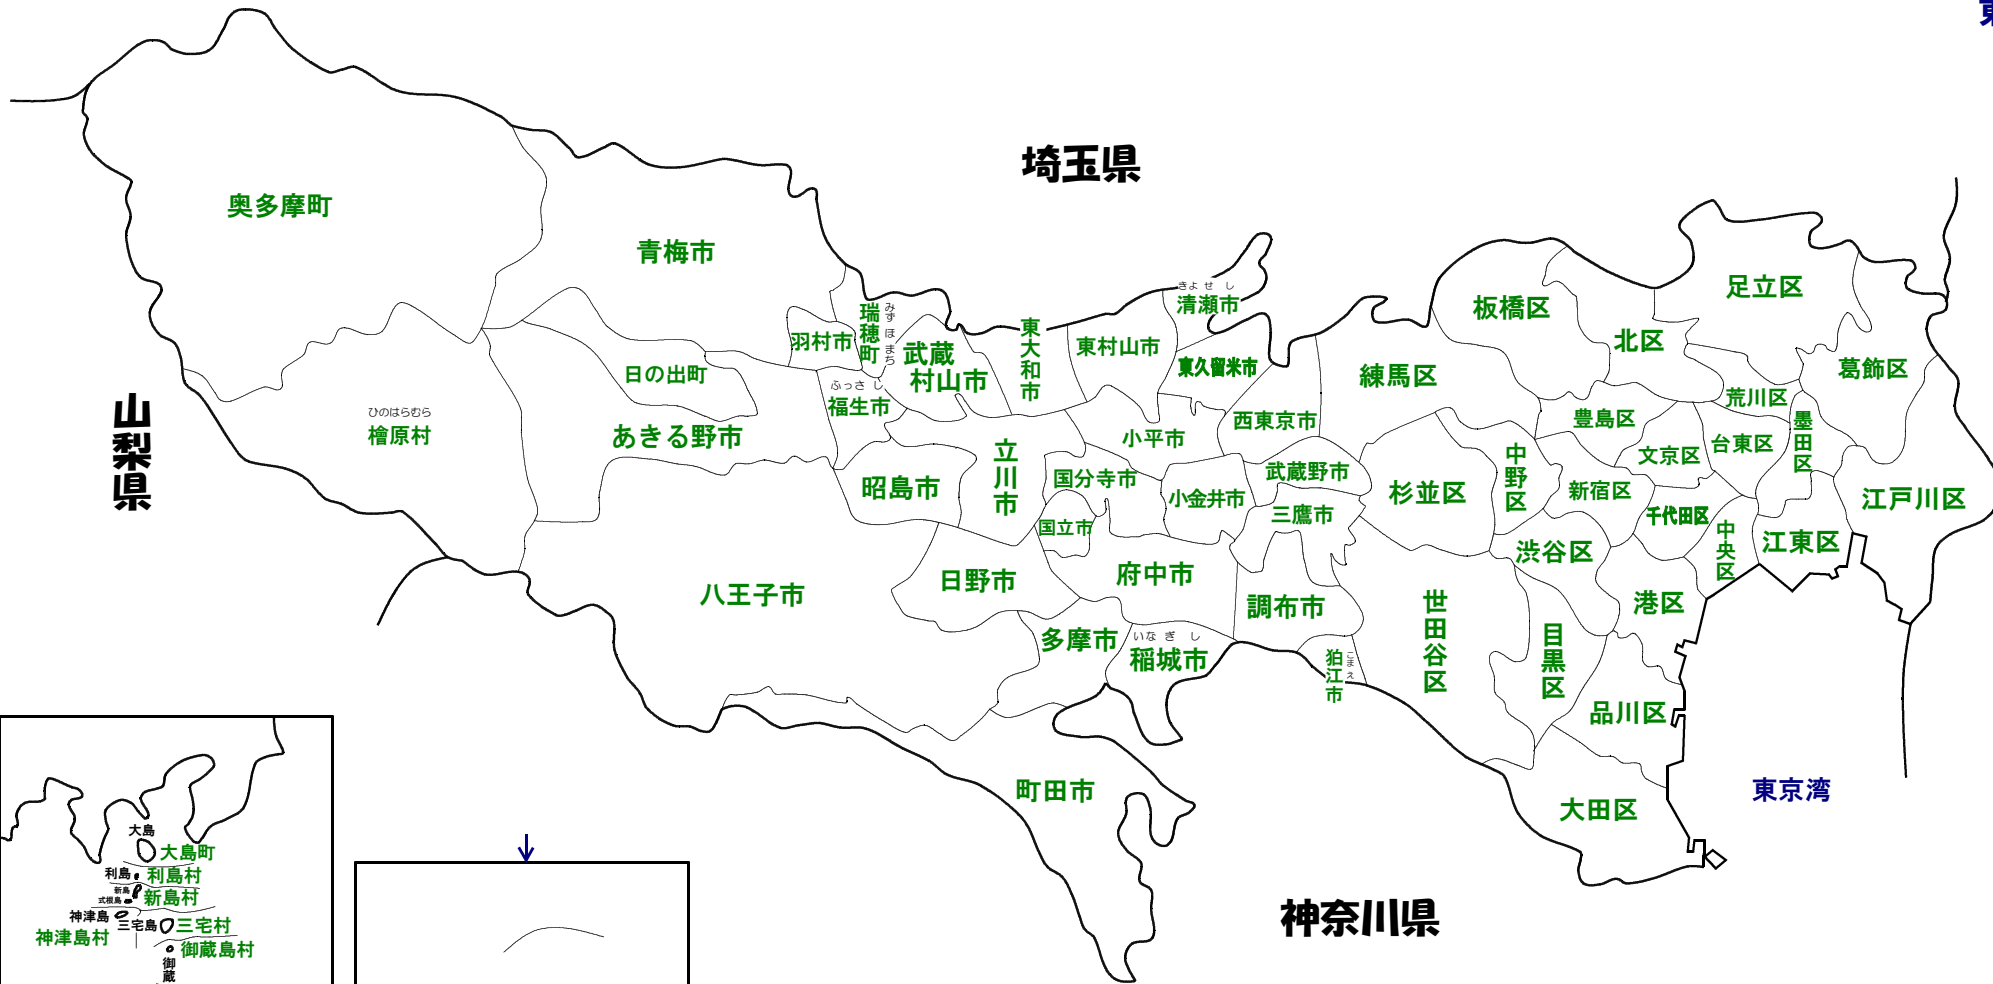 埼玉県
山梨県
神奈川県
東京湾
奥多摩町
青梅市
ひのはらむら
檜原村
日の出町
あきる野市
八王子市
羽村市
瑞穂町
みずほまち
ふっさし
福生市
武蔵
村山市
東大和市
東村山市
きよせし
清瀬市
東久留米市
西東京市
小平市
昭島市
立川市
国分寺市
国立市
小金井市
武蔵野市
三鷹市
日野市
府中市
調布市
多摩市
いなぎし
稲城市
狛江市
こまえ
町田市
練馬区
板橋区
北区
足立区
葛飾区
荒川区
豊島区
文京区
台東区
墨田区
江戸川区
杉並区
中野区
新宿区
千代田区
中央区
江東区
渋谷区
港区
世田谷区
目黒区
品川区
大田区
大島
大島町
利島
利島村
新島
新島村
式根島
神津島
神津島村
三宅島
三宅村
御蔵島村
御蔵